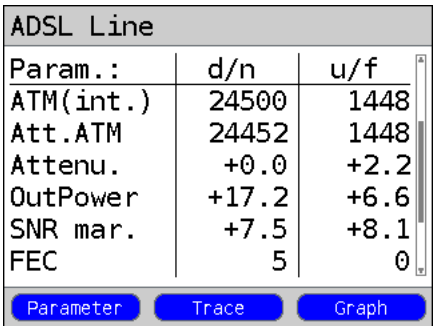 ADSL Line
Param.: d/n u/f
ATM(int.) 24500 1448
Att.ATM 24452 1448
Attenu. +0.0 +2.2
OutPower +17.2 +6.6
SNR mar. +7.5 +8.1
FEC 5 0
Parameter Trace Graph